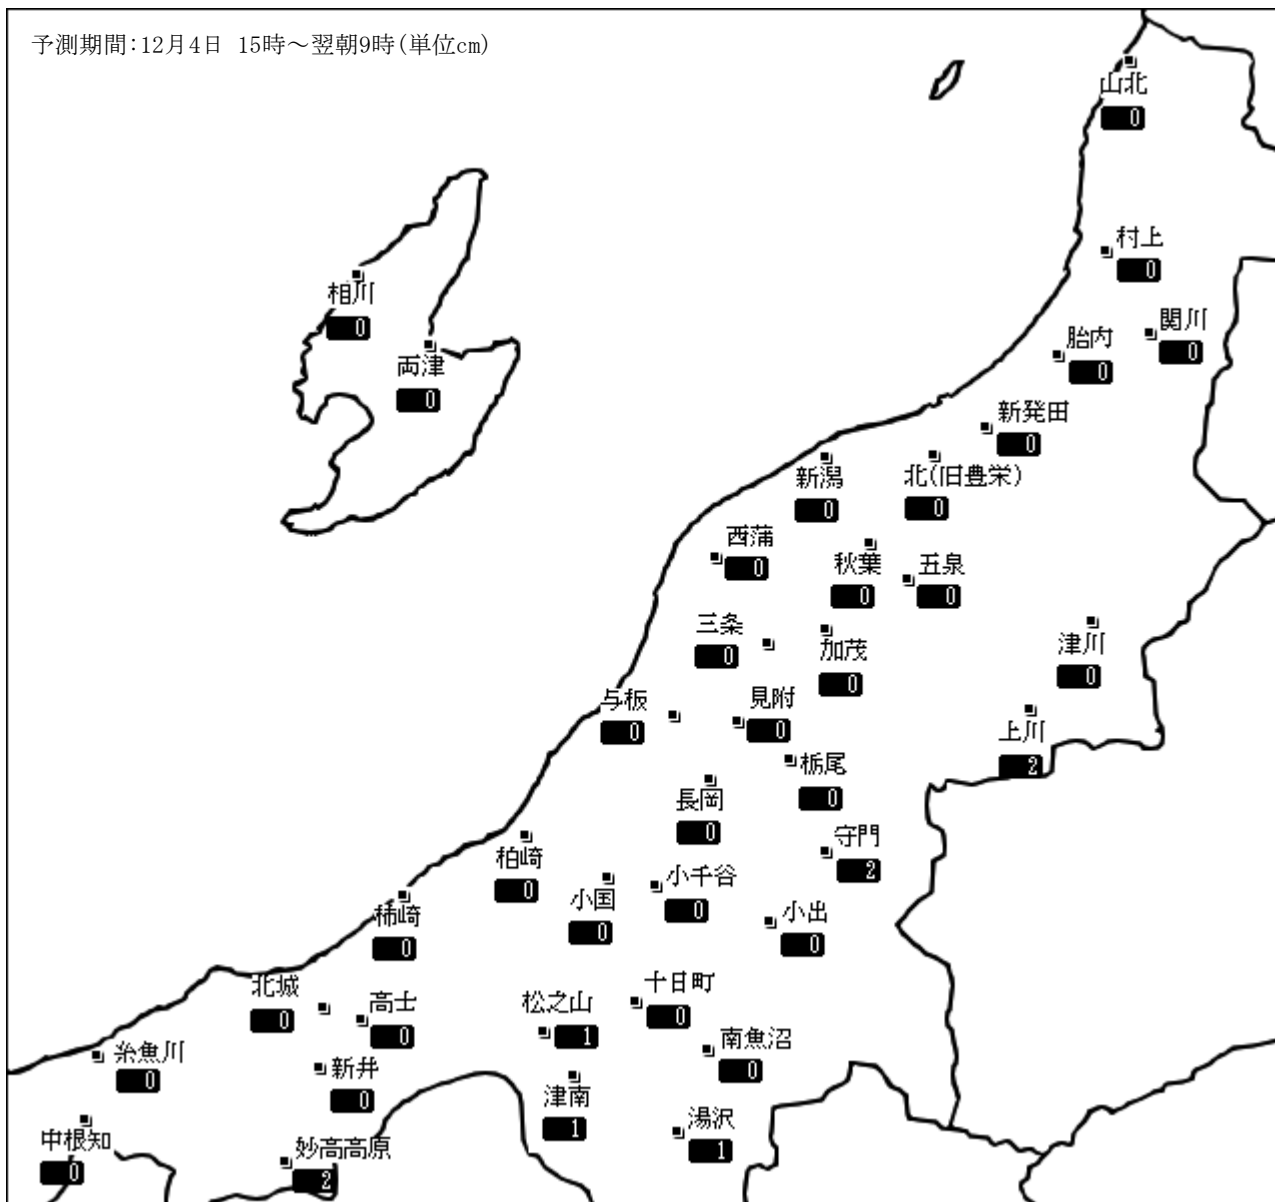 予測期間:12月4日 15時～翌朝9時(単位cm)
山北
0
村上
0
相川
0
関川
0
胎内
0
両津
0
新発田
0
新潟
0
北(旧豊栄)
0
西蒲
0
秋葉
0
五泉
0
三条
0
加茂
0
津川
0
与板
0
見附
0
上川
2
栃尾
0
長岡
0
守門
2
柏崎
0
小国
0
小千谷
0
小出
0
柿崎
0
北城
0
高士
0
松之山
1
十日町
0
南魚沼
0
糸魚川
0
新井
0
津南
1
湯沢
1
中根知
0
妙高高原
2